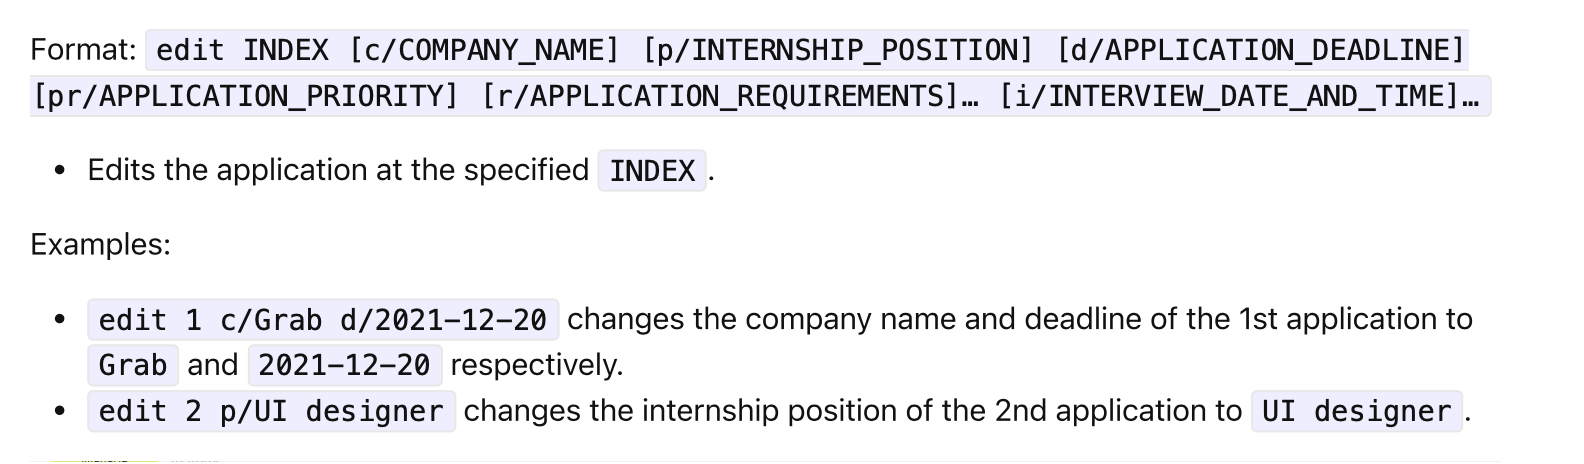 Format: edit INDEX [c/COMPANY_NAME] [p/INTERNSHIP_POSITION] [d/APPLICATION_DEADLINE]
[pr/APPLICATION_PRIORITY] [r/APPLICATION_REQUIREMENTS]… [i/INTERVIEW_DATE_AND_TIME]…
• Edits the application at the specified INDEX.
Examples:
• edit 1 c/Grab d/2021-12-20 changes the company name and deadline of the 1st application to
Grab and 2021-12-20 respectively.
• edit 2 p/UI designer changes the internship position of the 2nd application to UI designer.